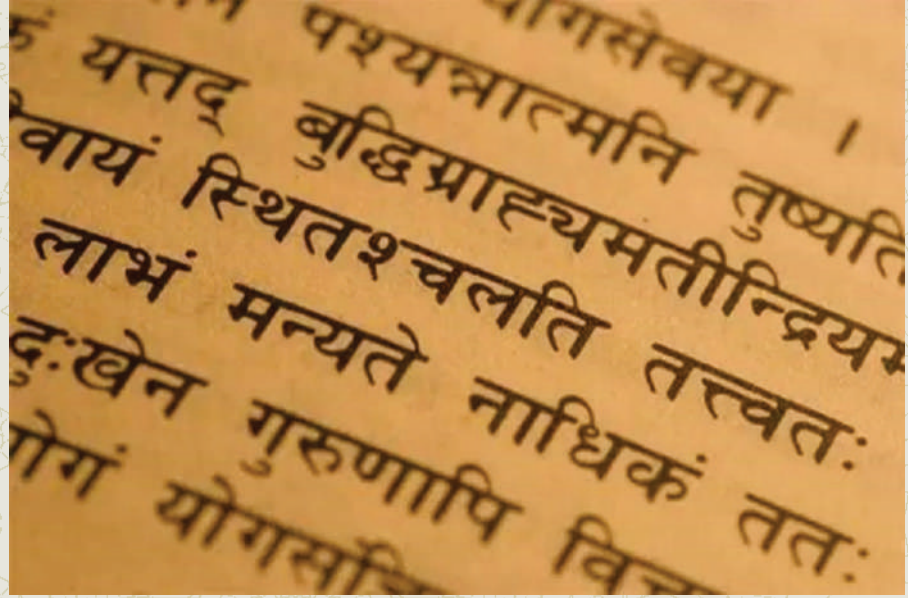 योगसेवया ।
पश्यन्नात्मनि तुष्यति
यत्तद् बुद्धिग्राह्यमतीन्द्रियम
वायं स्थितश्चलति तत्त्वतः
लाभं मन्यते नाधिकं ततः
दुःखेन गुरुणापि विच